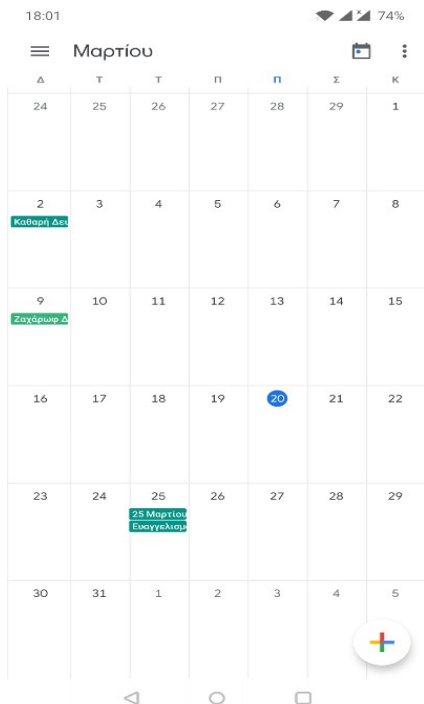 18:01 74%
Μαρτίου
Δ Τ Τ Π Π Σ Κ
24 25 26 27 28 29 1
2 3 4 5 6 7 8
Καθαρή Δευ
9 10 11 12 13 14 15
Ζαχάρωφ Δ
16 17 18 19 20 21 22
23 24 25 26 27 28 29
25 Μαρτίου
Ευαγγελισμ
30 31 1 2 3 4 5